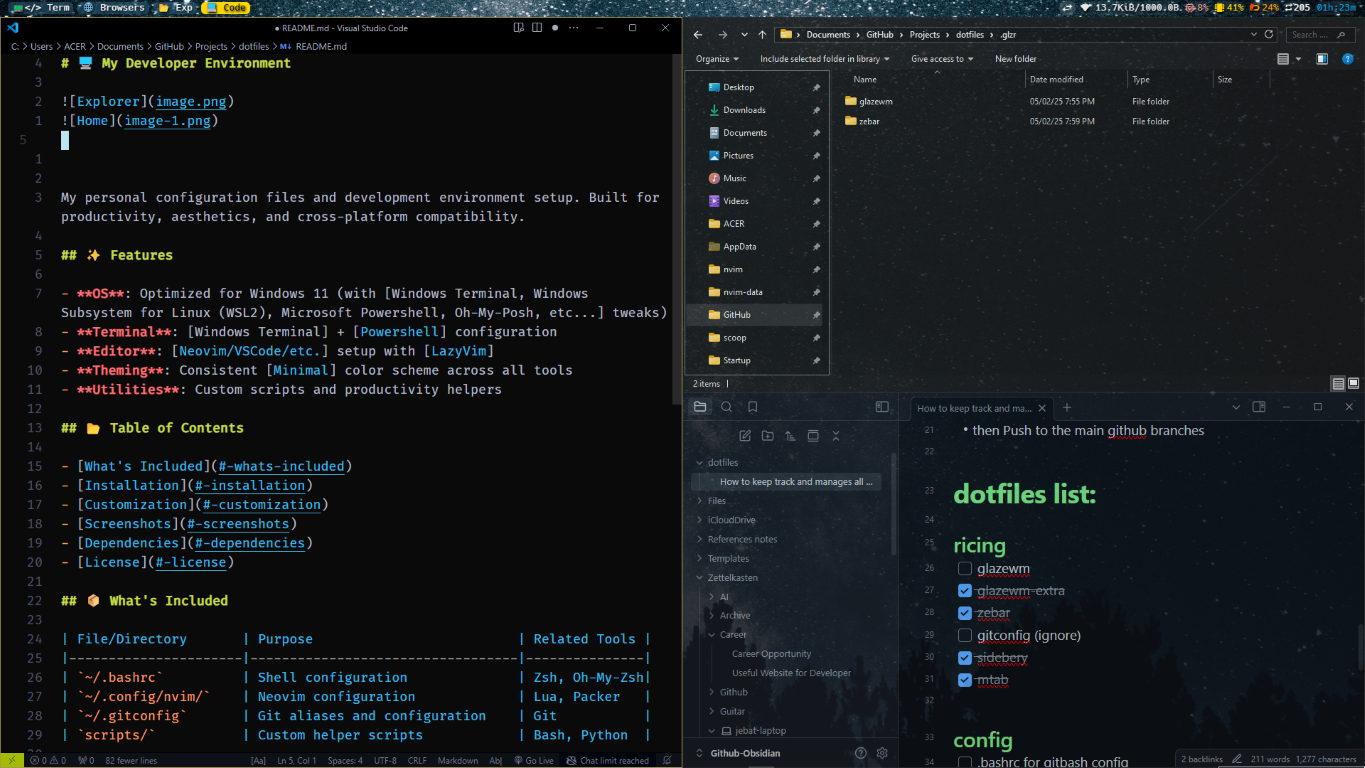 </> Term Browsers Exp Code
13.7KiB/1000.0B 8% 41% 24% 205 01h:23m
README.md - Visual Studio Code
C: > Users > ACER > Documents > GitHub > Projects > dotfiles > README.md
4 # 🖥️ My Developer Environment
3
2 ![Explorer](image.png)
1 ![Home](image-1.png)
5
1
2
3 My personal configuration files and development environment setup. Built for
productivity, aesthetics, and cross-platform compatibility.
4
5 ## ✨ Features
6
7 - **OS**: Optimized for Windows 11 (with [Windows Terminal, Windows
Subsystem for Linux (WSL2), Microsoft Powershell, Oh-My-Posh, etc...] tweaks)
8 - **Terminal**: [Windows Terminal] + [Powershell] configuration
9 - **Editor**: [Neovim/VSCode/etc.] setup with [LazyVim]
10 - **Theming**: Consistent [Minimal] color scheme across all tools
11 - **Utilities**: Custom scripts and productivity helpers
12
13 ## 📂 Table of Contents
14
15 - [What's Included](#-whats-included)
16 - [Installation](#-installation)
17 - [Customization](#-customization)
18 - [Screenshots](#-screenshots)
19 - [Dependencies](#-dependencies)
20 - [License](#-license)
21
22 ## 📦 What's Included
23
24 | File/Directory | Purpose | Related Tools |
25 |----------------------|---------------------------------|---------------|
26 | `~/.bashrc` | Shell configuration | Zsh, Oh-My-Zsh|
27 | `~/.config/nvim/` | Neovim configuration | Lua, Packer |
28 | `~/.gitconfig` | Git aliases and configuration | Git |
29 | `scripts/` | Custom helper scripts | Bash, Python |
0 0 0 82 fewer lines [Aa] Ln 5, Col 1 Spaces: 4 UTF-8 CRLF Markdown Ab| Go Live Chat limit reached
Documents > GitHub > Projects > dotfiles > .glzr
Search ...
Organize Include selected folder in library Give access to New folder
Desktop
Downloads
Documents
Pictures
Music
Videos
ACER
AppData
nvim
nvim-data
GitHub
scoop
Startup
Name Date modified Type Size
glazewm 05/02/25 7:55 PM File folder
zebar 05/02/25 7:59 PM File folder
2 items
How to keep track and ma...
dotfiles
How to keep track and manages all ...
Files
iCloudDrive
References notes
Templates
Zettelkasten
AI
Archive
Career
Career Opportunity
Useful Website for Developer
Github
Guitar
jebat-laptop
Github-Obsidian
21 • then Push to the main github branches
22
23 dotfiles list:
24
25 ricing
26 glazewm
27 glazewm-extra
28 zebar
29 gitconfig (ignore)
30 sidebery
31 mtab
32
33 config
34 .bashrc for gitbash config
2 backlinks 211 words 1,277 characters